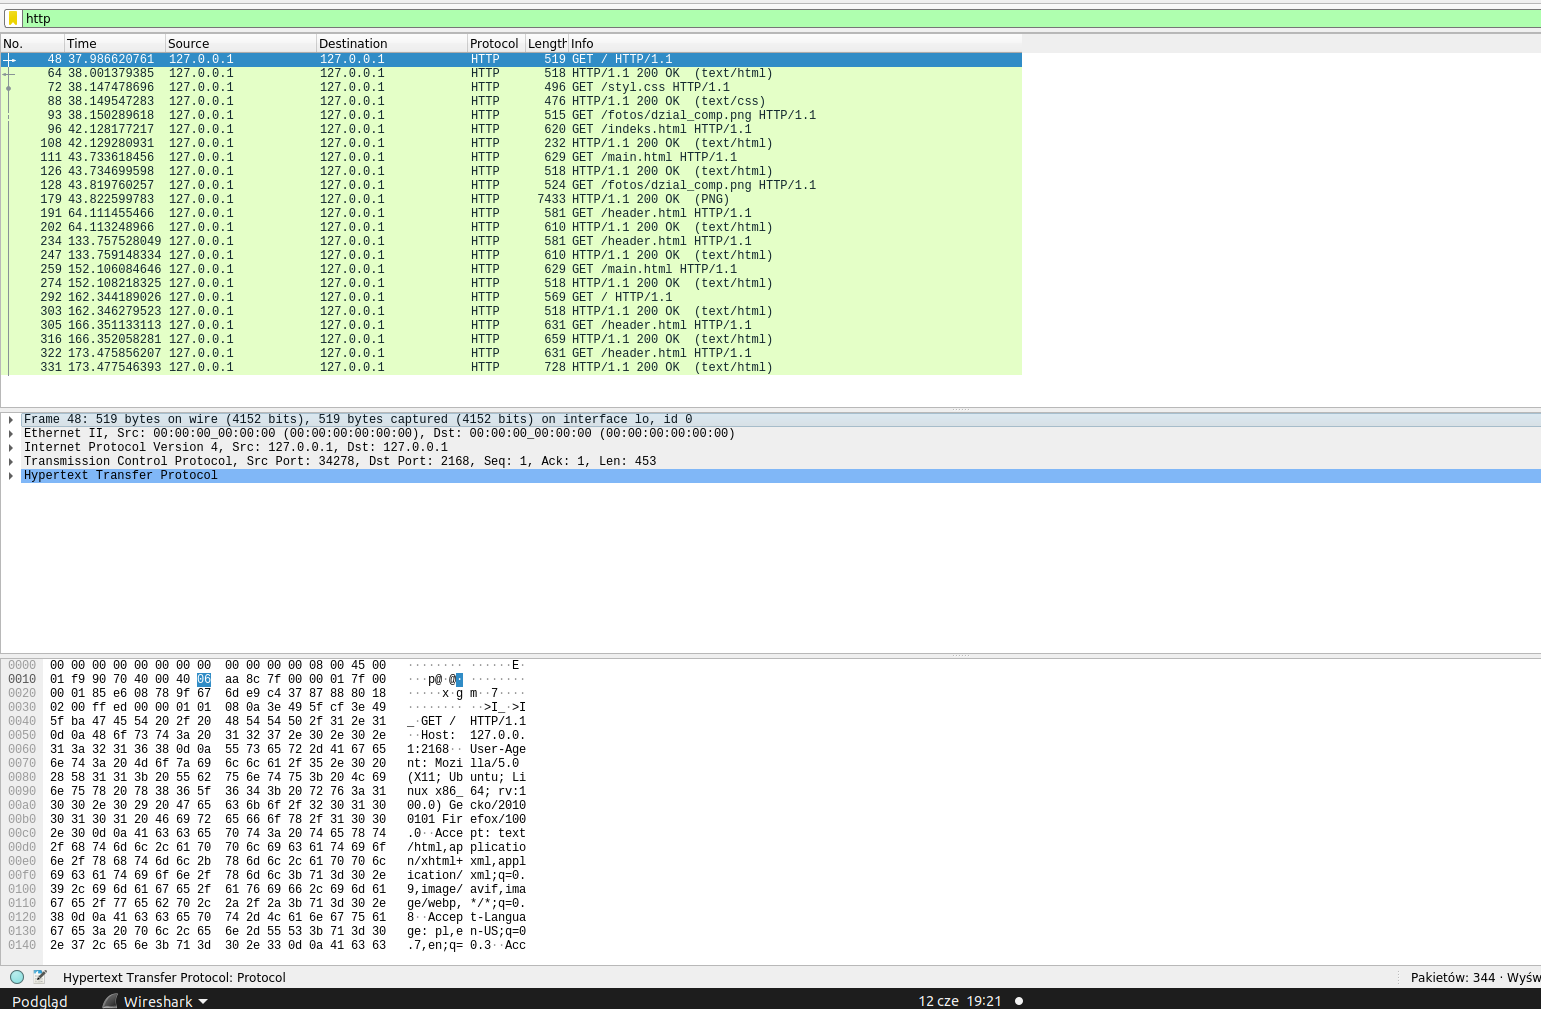 http
No. Time Source Destination Protocol Length Info
48 37.986620761 127.0.0.1 127.0.0.1 HTTP 519 GET / HTTP/1.1
64 38.001379385 127.0.0.1 127.0.0.1 HTTP 518 HTTP/1.1 200 OK (text/html)
72 38.147478696 127.0.0.1 127.0.0.1 HTTP 496 GET /styl.css HTTP/1.1
88 38.149547283 127.0.0.1 127.0.0.1 HTTP 476 HTTP/1.1 200 OK (text/css)
93 38.150289618 127.0.0.1 127.0.0.1 HTTP 515 GET /fotos/dzial_comp.png HTTP/1.1
96 42.128177217 127.0.0.1 127.0.0.1 HTTP 620 GET /indeks.html HTTP/1.1
108 42.129280931 127.0.0.1 127.0.0.1 HTTP 232 HTTP/1.1 200 OK (text/html)
111 43.733618456 127.0.0.1 127.0.0.1 HTTP 629 GET /main.html HTTP/1.1
126 43.734699598 127.0.0.1 127.0.0.1 HTTP 518 HTTP/1.1 200 OK (text/html)
128 43.819760257 127.0.0.1 127.0.0.1 HTTP 524 GET /fotos/dzial_comp.png HTTP/1.1
179 43.822599783 127.0.0.1 127.0.0.1 HTTP 7433 HTTP/1.1 200 OK (PNG)
191 64.111455466 127.0.0.1 127.0.0.1 HTTP 581 GET /header.html HTTP/1.1
202 64.113248966 127.0.0.1 127.0.0.1 HTTP 610 HTTP/1.1 200 OK (text/html)
234 133.757528049 127.0.0.1 127.0.0.1 HTTP 581 GET /header.html HTTP/1.1
247 133.759148334 127.0.0.1 127.0.0.1 HTTP 610 HTTP/1.1 200 OK (text/html)
259 152.106084646 127.0.0.1 127.0.0.1 HTTP 629 GET /main.html HTTP/1.1
274 152.108218325 127.0.0.1 127.0.0.1 HTTP 518 HTTP/1.1 200 OK (text/html)
292 162.344189026 127.0.0.1 127.0.0.1 HTTP 569 GET / HTTP/1.1
303 162.346279523 127.0.0.1 127.0.0.1 HTTP 518 HTTP/1.1 200 OK (text/html)
305 166.351133113 127.0.0.1 127.0.0.1 HTTP 631 GET /header.html HTTP/1.1
316 166.352058281 127.0.0.1 127.0.0.1 HTTP 659 HTTP/1.1 200 OK (text/html)
322 173.475856207 127.0.0.1 127.0.0.1 HTTP 631 GET /header.html HTTP/1.1
331 173.477546393 127.0.0.1 127.0.0.1 HTTP 728 HTTP/1.1 200 OK (text/html)
Frame 48: 519 bytes on wire (4152 bits), 519 bytes captured (4152 bits) on interface lo, id 0
Ethernet II, Src: 00:00:00_00:00:00 (00:00:00:00:00:00), Dst: 00:00:00_00:00:00 (00:00:00:00:00:00)
Internet Protocol Version 4, Src: 127.0.0.1, Dst: 127.0.0.1
Transmission Control Protocol, Src Port: 34278, Dst Port: 2168, Seq: 1, Ack: 1, Len: 453
Hypertext Transfer Protocol
0000 00 00 00 00 00 00 00 00 00 00 00 00 08 00 45 00 ········ ······E·
0010 01 f9 90 70 40 00 40 06 aa 8c 7f 00 00 01 7f 00 ···p@·@· ········
0020 00 01 85 e6 08 78 9f 67 6d e9 c4 37 87 88 80 18 ·····x·g m··7····
0030 02 00 ff ed 00 00 01 01 08 0a 3e 49 5f cf 3e 49 ········ ··>I_·>I
0040 5f ba 47 45 54 20 2f 20 48 54 54 50 2f 31 2e 31 _·GET / HTTP/1.1
0050 0d 0a 48 6f 73 74 3a 20 31 32 37 2e 30 2e 30 2e ··Host: 127.0.0.
0060 31 3a 32 31 36 38 0d 0a 55 73 65 72 2d 41 67 65 1:2168·· User-Age
0070 6e 74 3a 20 4d 6f 7a 69 6c 6c 61 2f 35 2e 30 20 nt: Mozi lla/5.0
0080 28 58 31 31 3b 20 55 62 75 6e 74 75 3b 20 4c 69 (X11; Ub untu; Li
0090 6e 75 78 20 78 38 36 5f 36 34 3b 20 72 76 3a 31 nux x86_ 64; rv:1
00a0 30 30 2e 30 29 20 47 65 63 6b 6f 2f 32 30 31 30 00.0) Ge cko/2010
00b0 30 31 30 31 20 46 69 72 65 66 6f 78 2f 31 30 30 0101 Fir efox/100
00c0 2e 30 0d 0a 41 63 63 65 70 74 3a 20 74 65 78 74 .0··Acce pt: text
00d0 2f 68 74 6d 6c 2c 61 70 70 6c 69 63 61 74 69 6f /html,ap plicatio
00e0 6e 2f 78 68 74 6d 6c 2b 78 6d 6c 2c 61 70 70 6c n/xhtml+ xml,appl
00f0 69 63 61 74 69 6f 6e 2f 78 6d 6c 3b 71 3d 30 2e ication/ xml;q=0.
0100 39 2c 69 6d 61 67 65 2f 61 76 69 66 2c 69 6d 61 9,image/ avif,ima
0110 67 65 2f 77 65 62 70 2c 2a 2f 2a 3b 71 3d 30 2e ge/webp, */*;q=0.
0120 38 0d 0a 41 63 63 65 70 74 2d 4c 61 6e 67 75 61 8··Accep t-Langua
0130 67 65 3a 20 70 6c 2c 65 6e 2d 55 53 3b 71 3d 30 ge: pl,e n-US;q=0
0140 2e 37 2c 65 6e 3b 71 3d 30 2e 33 0d 0a 41 63 63 .7,en;q= 0.3··Acc
Hypertext Transfer Protocol: Protocol Pakietów: 344 · Wyśw
Podgląd Wireshark 12 cze 19:21